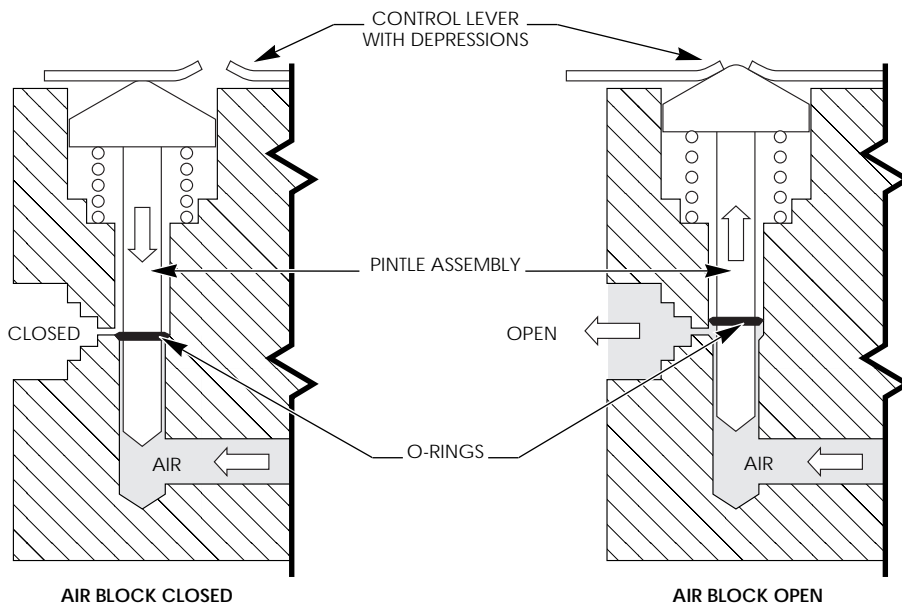 CONTROL LEVER
WITH DEPRESSIONS
PINTLE ASSEMBLY
CLOSED
OPEN
O-RINGS
AIR
AIR
AIR BLOCK CLOSED
AIR BLOCK OPEN